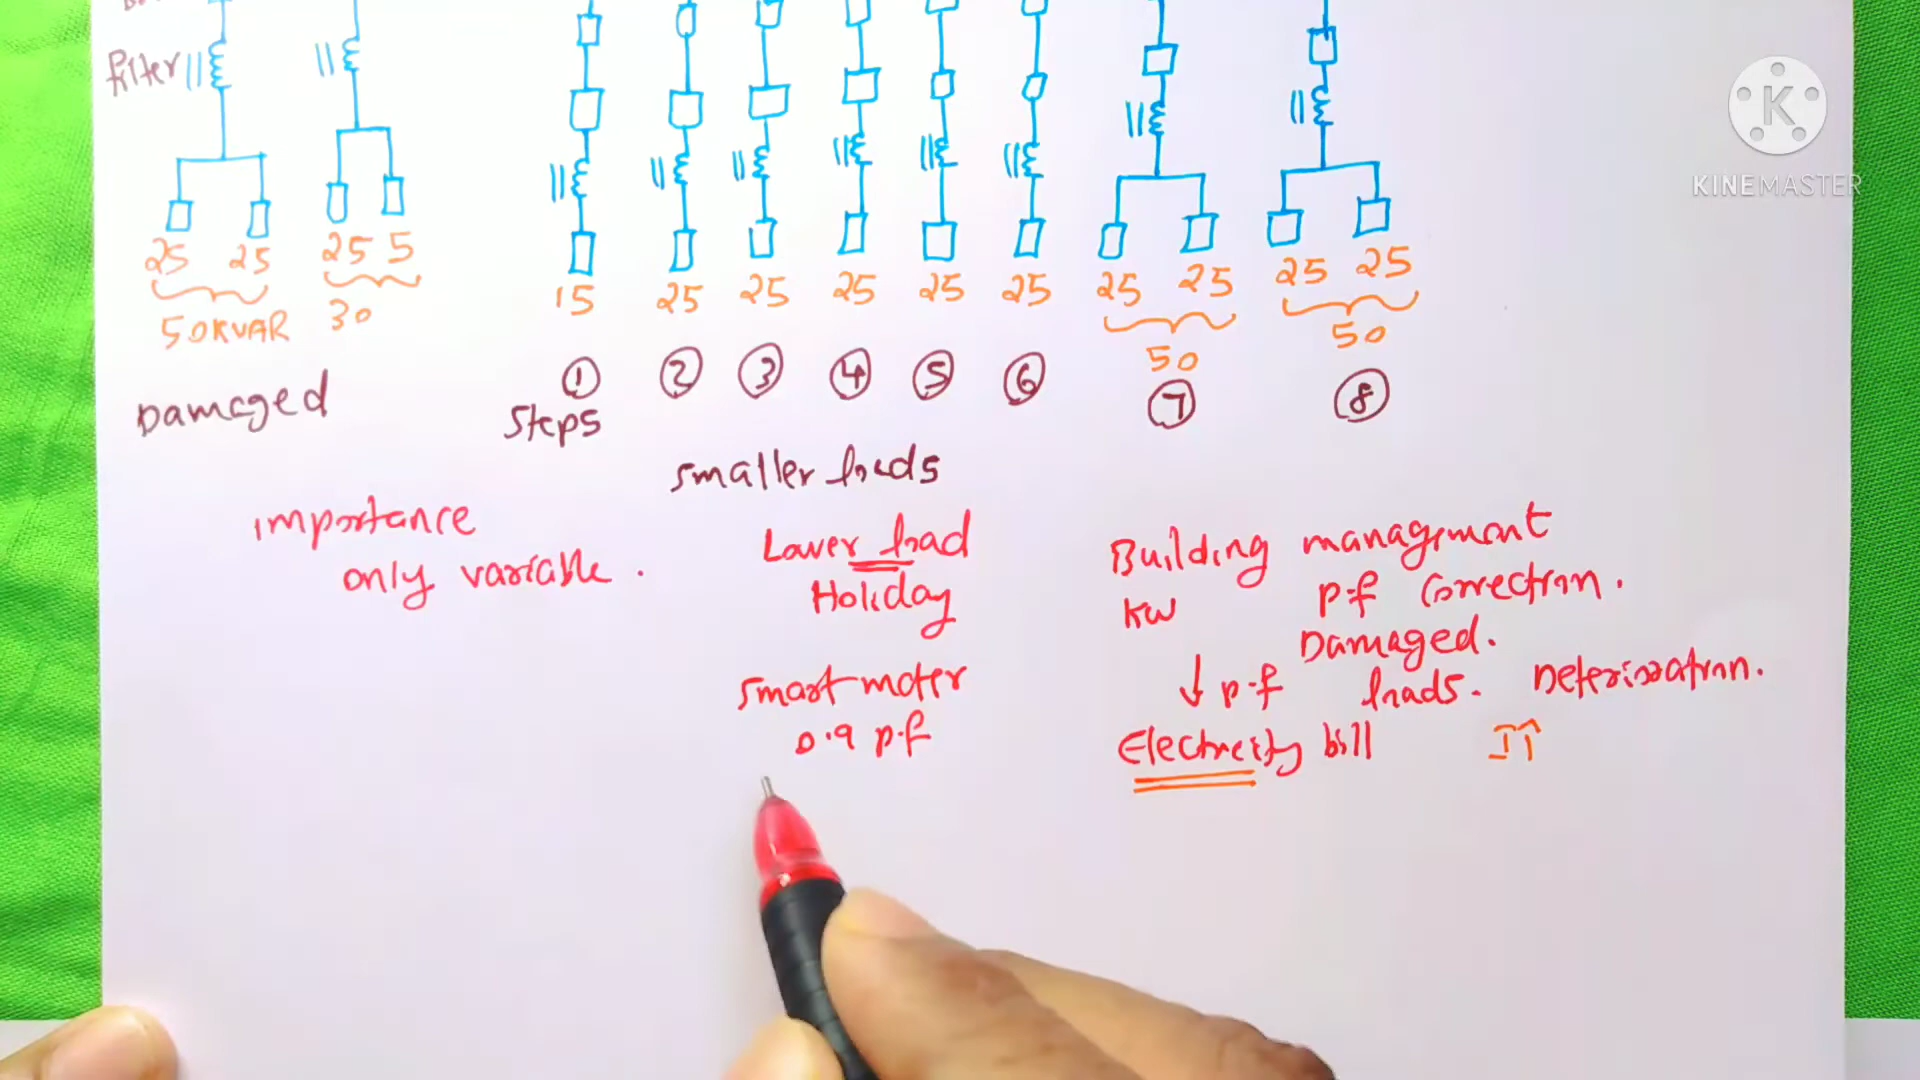 filter
25 25 25 5
50KVAR 30
15 25 25 25 25 25 25 25 25 25
50 50
Damaged
1 2 3 4 5 6 7 8
Steps
smaller loads
importance
only variable.
Lower load
Holiday
Smart meter
0.9 p.f
Building management
KW p.f Correction.
Damaged.
↓ p.f loads. Deterioration.
Electricity bill I↑
K
KINEMASTER